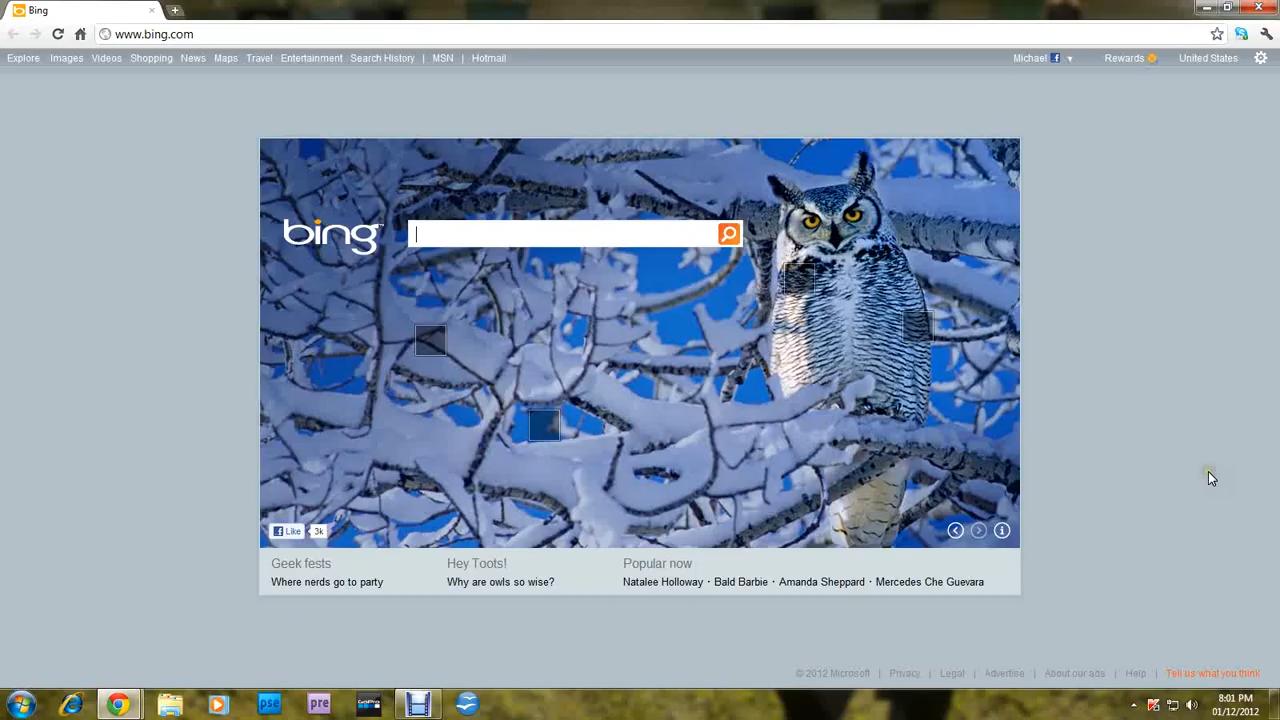 Bing
www.bing.com
Explore Images Videos Shopping News Maps Travel Entertainment Search History | MSN | Hotmail
Michael Rewards United States
bing
Like 3k
Geek fests
Where nerds go to party
Hey Toots!
Why are owls so wise?
Popular now
Natalee Holloway · Bald Barbie · Amanda Sheppard · Mercedes Che Guevara
© 2012 Microsoft | Privacy | Legal | Advertise | About our ads | Help | Tell us what you think
pse
pre
8:01 PM
01/12/2012